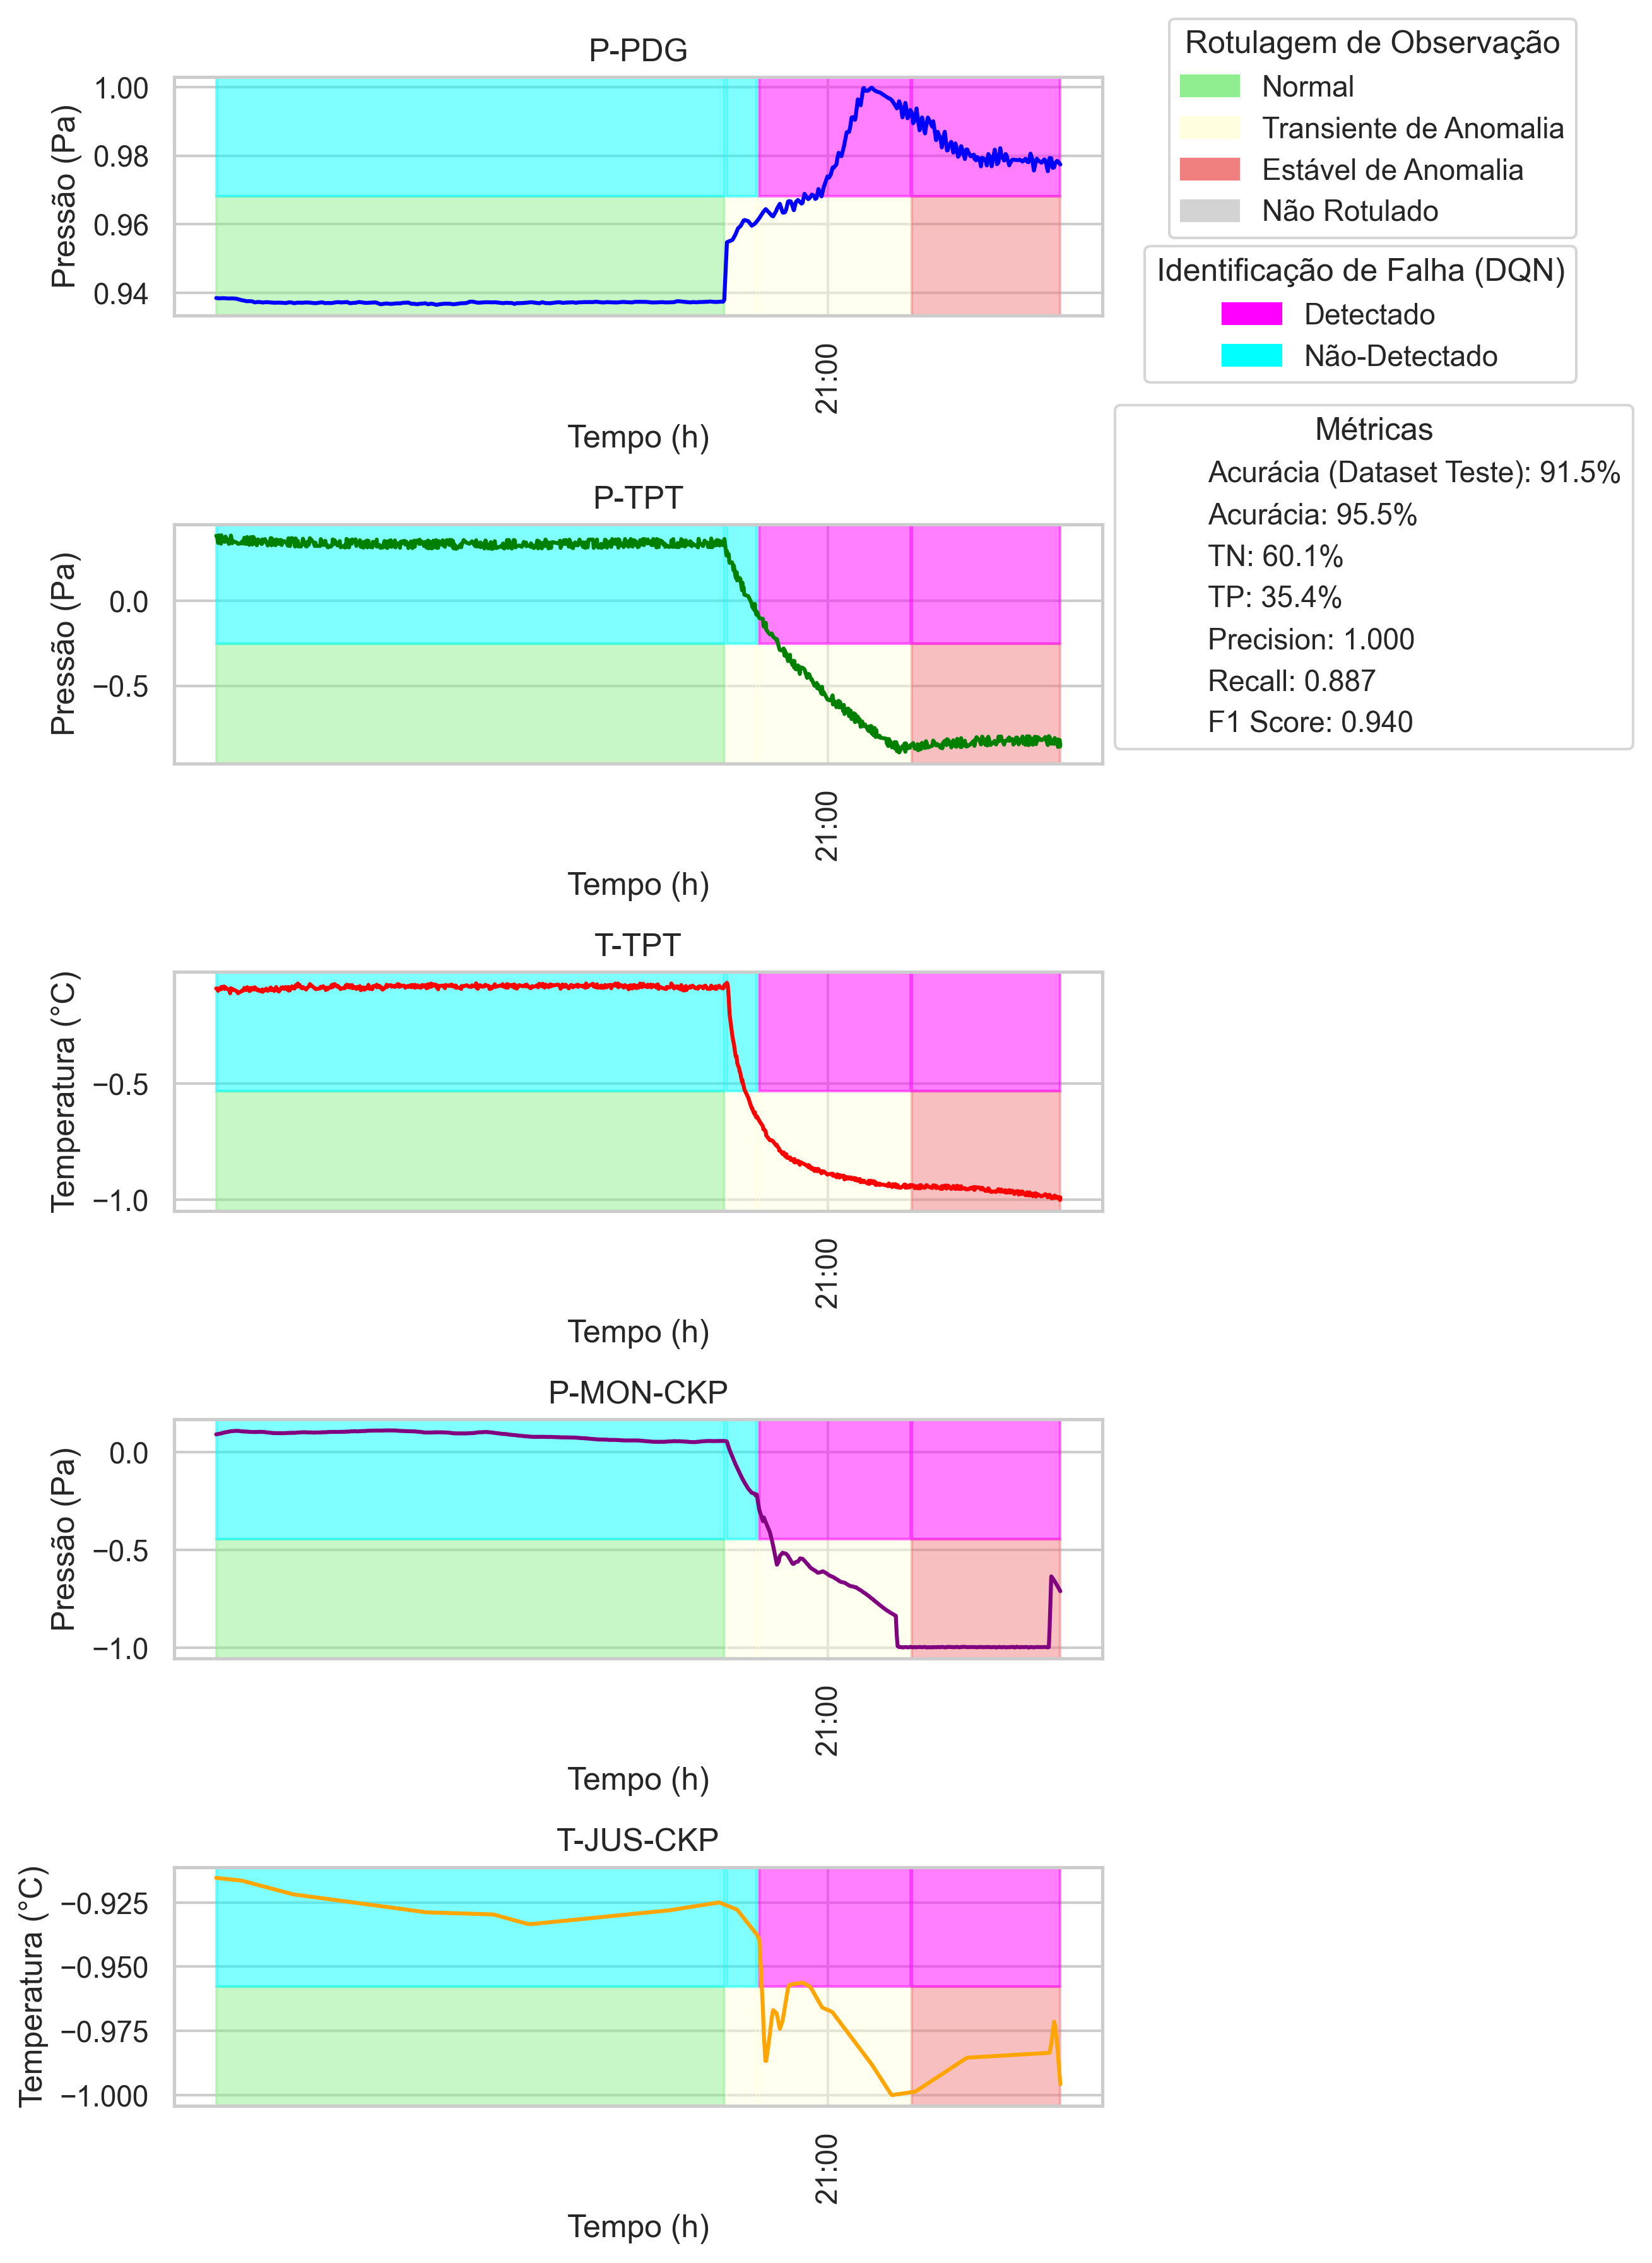 P-PDG
Pressão (Pa)
1.00
0.98
0.96
0.94
21:00
Tempo (h)
Rotulagem de Observação
Normal
Transiente de Anomalia
Estável de Anomalia
Não Rotulado
Identificação de Falha (DQN)
Detectado
Não-Detectado
Métricas
Acurácia (Dataset Teste): 91.5%
Acurácia: 95.5%
TN: 60.1%
TP: 35.4%
Precision: 1.000
Recall: 0.887
F1 Score: 0.940
P-TPT
Pressão (Pa)
0.0
−0.5
21:00
Tempo (h)
T-TPT
Temperatura (°C)
−0.5
−1.0
21:00
Tempo (h)
P-MON-CKP
Pressão (Pa)
0.0
−0.5
−1.0
21:00
Tempo (h)
T-JUS-CKP
Temperatura (°C)
−0.925
−0.950
−0.975
−1.000
21:00
Tempo (h)